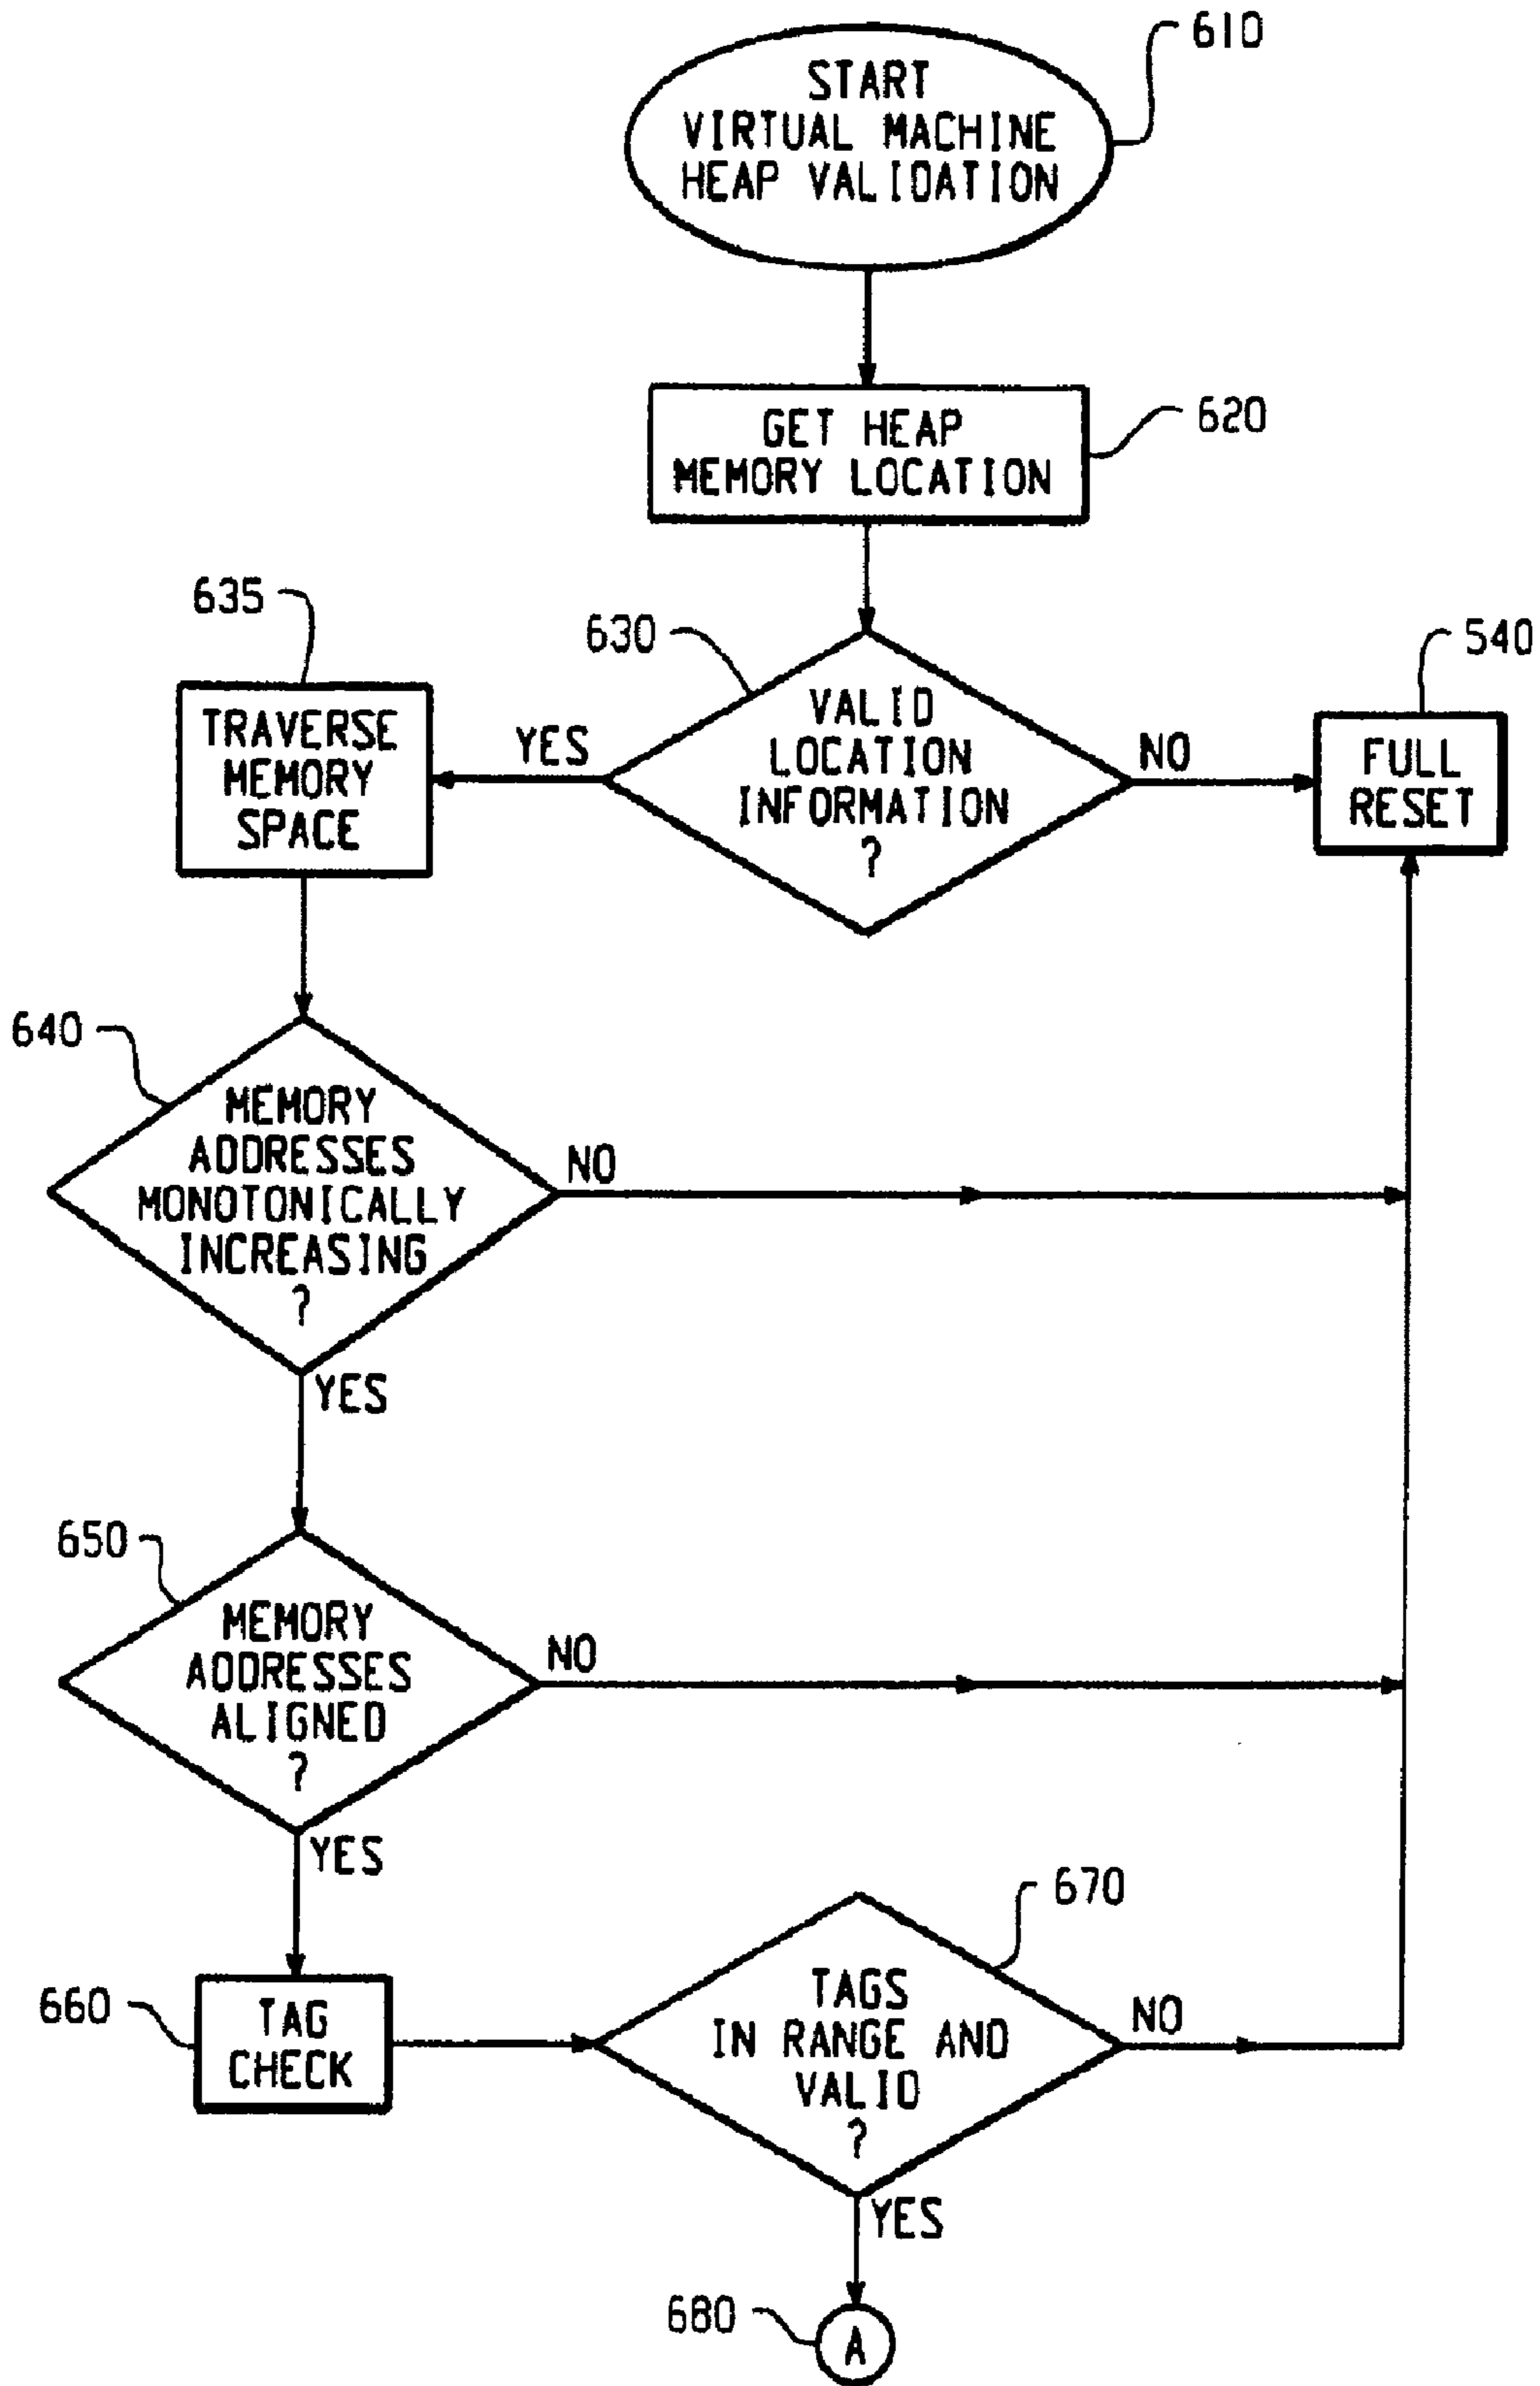 610
START
VIRTUAL MACHINE
HEAP VALIDATION
620
GET HEAP
MEMORY LOCATION
635
TRAVERSE
MEMORY
SPACE
YES
630
VALID
LOCATION
INFORMATION
?
NO
540
FULL
RESET
640
MEMORY
ADDRESSES
MONOTONICALLY
INCREASING
?
NO
YES
650
MEMORY
ADDRESSES
ALIGNED
?
NO
YES
660
TAG
CHECK
670
TAGS
IN RANGE AND
VALID
?
NO
YES
680
A